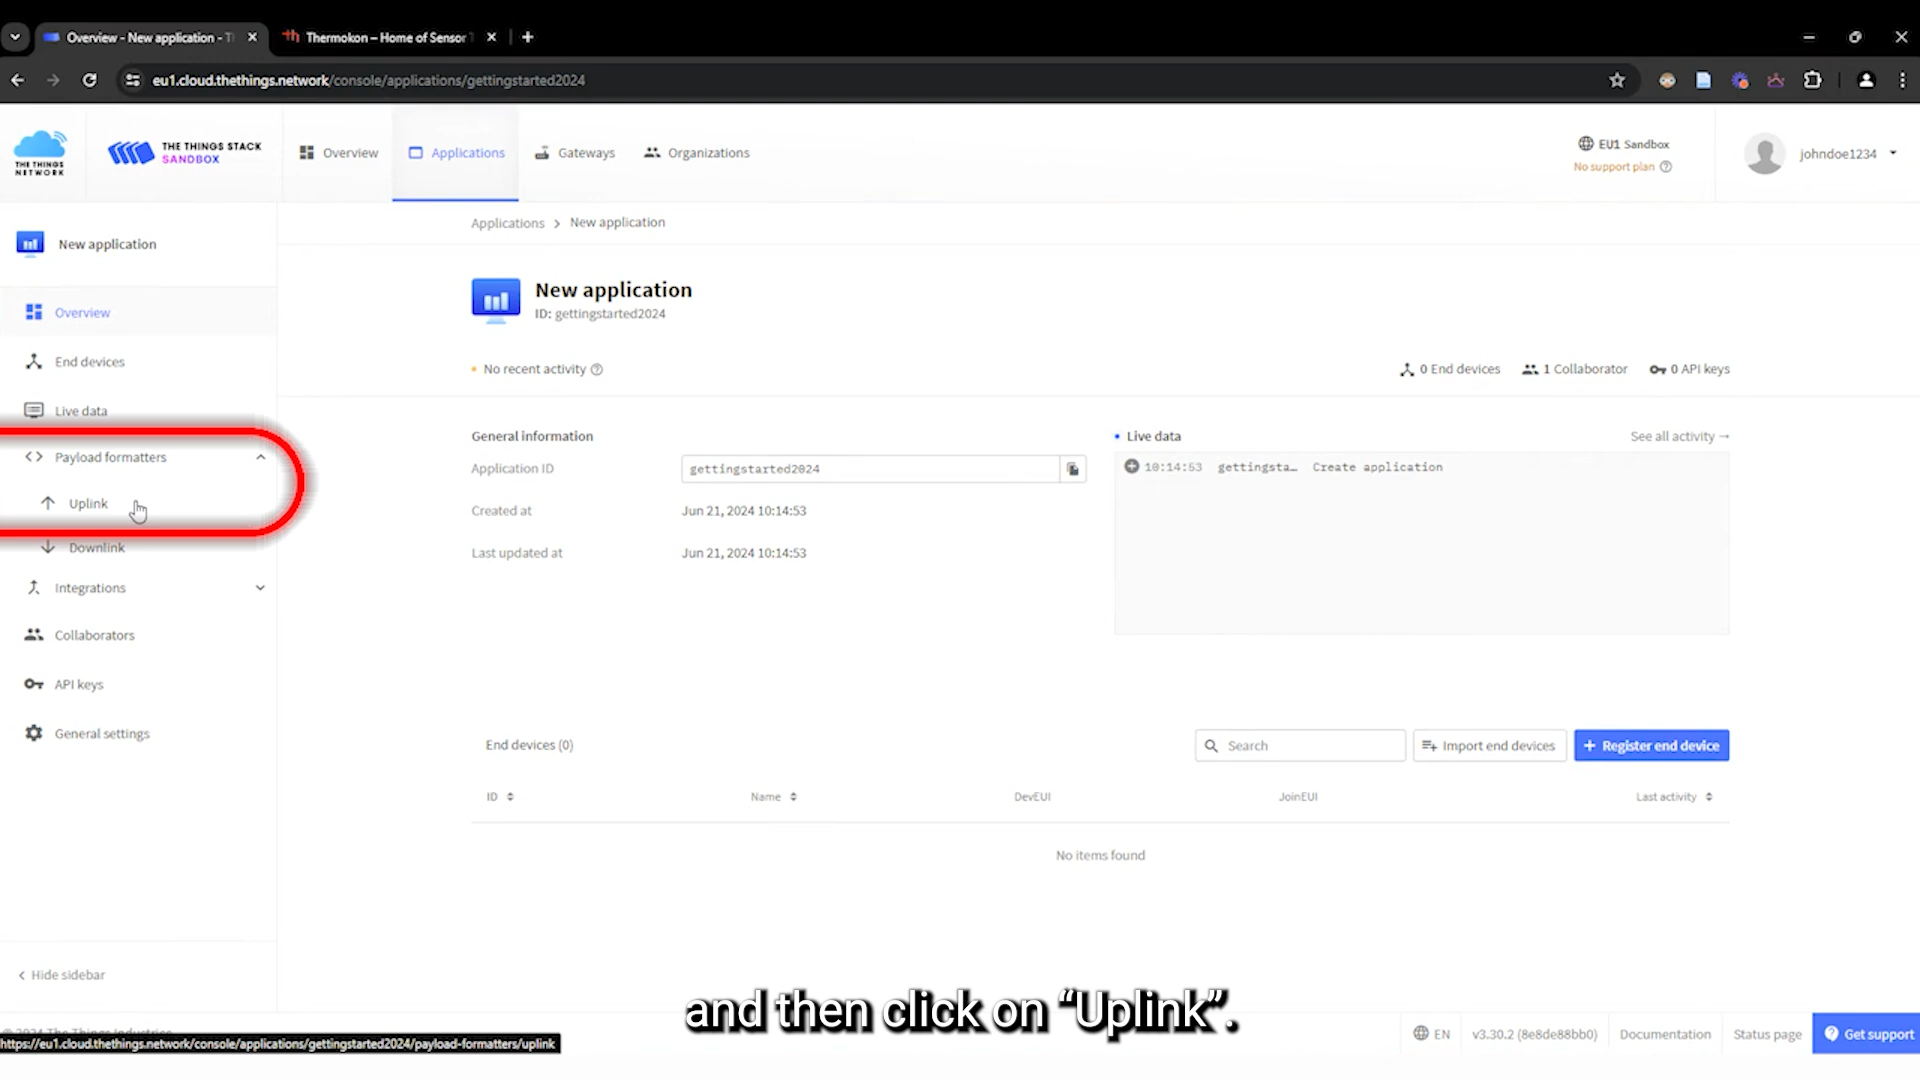 Overview - New application - T
Thermokon – Home of Sensor T
eu1.cloud.thethings.network/console/applications/gettingstarted2024
THE THINGS
NETWORK
THE THINGS STACK
SANDBOX
Overview
Applications
Gateways
Organizations
EU1 Sandbox
No support plan
johndoe1234
New application
Applications > New application
New application
ID: gettingstarted2024
Overview
End devices
Live data
Payload formatters
Uplink
Downlink
Integrations
Collaborators
API keys
General settings
Hide sidebar
No recent activity
0 End devices
1 Collaborator
0 API keys
General information
Application ID
gettingstarted2024
Created at
Jun 21, 2024 10:14:53
Last updated at
Jun 21, 2024 10:14:53
Live data
See all activity →
10:14:53 gettingsta… Create application
End devices (0)
Search
Import end devices
+ Register end device
ID
Name
DevEUI
JoinEUI
Last activity
No items found
and then click on “Uplink”.
© 2024 The Things Industries
https://eu1.cloud.thethings.network/console/applications/gettingstarted2024/payload-formatters/uplink
EN
v3.30.2 (8e8de88bb0)
Documentation
Status page
Get support